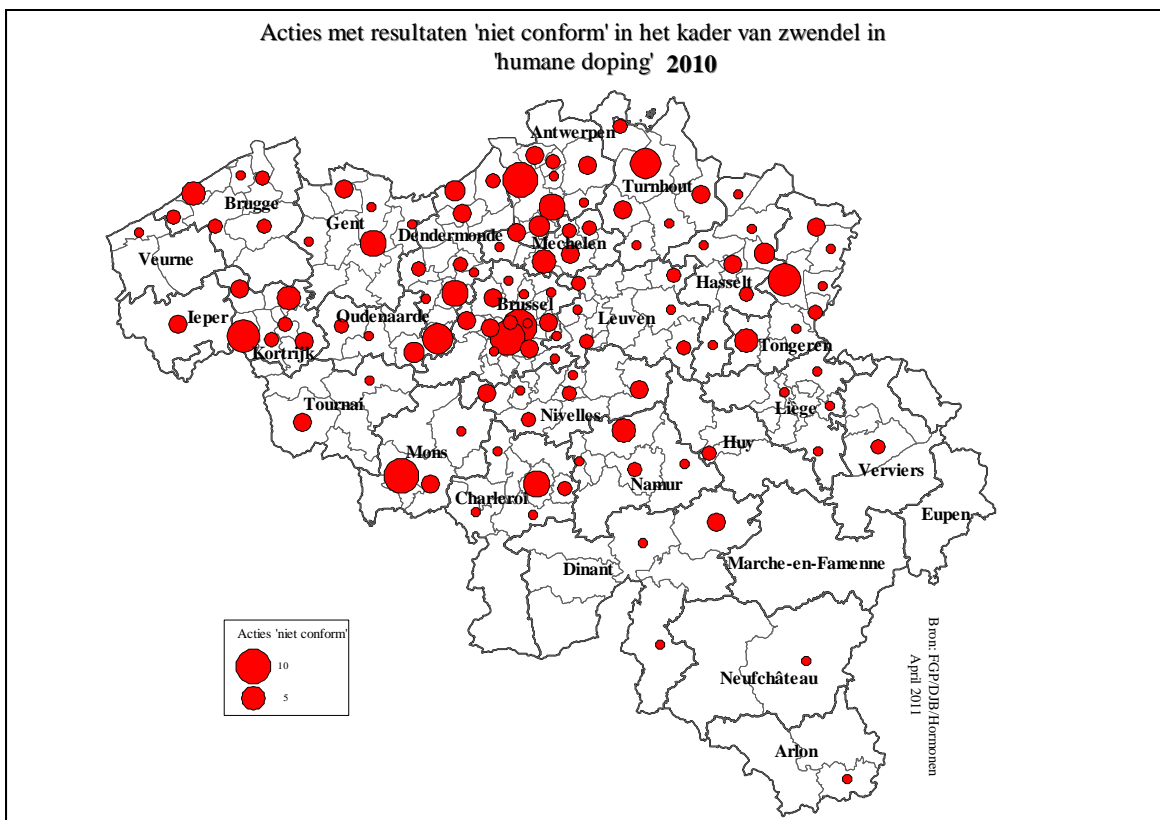 Acties met resultaten 'niet conform' in het kader van zwendel in
'humane doping' 2010
Antwerpen
Turnhout
Brugge
Gent
Dendermonde
Mechelen
Veurne
Hasselt
Brussel
Ieper
Oudenaarde
Leuven
Kortrijk
Tongeren
Tournai
Nivelles
Liège
Mons
Huy
Verviers
Charleroi
Namur
Eupen
Dinant
Marche-en-Famenne
Acties 'niet conform'
10
5
Neufchâteau
Arlon
Bron: FGP/DJB/Hormonen
April 2011